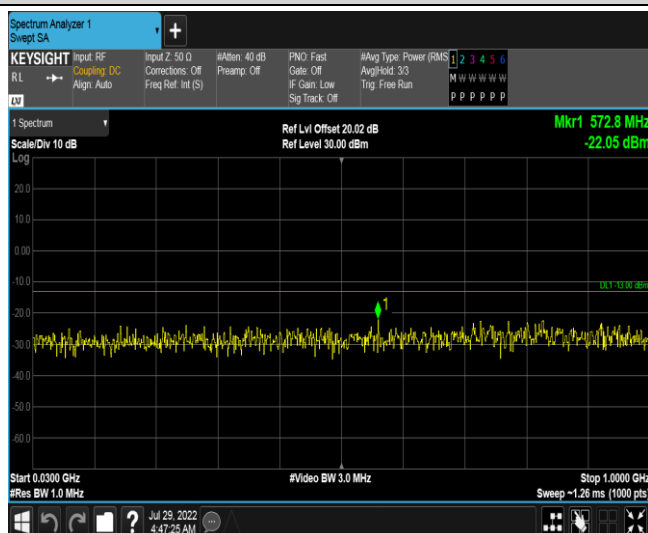 Spectrum Analyzer 1
Swept SA
+
KEYSIGHT
RL
LXI
Input: RF
Coupling: DC
Align: Auto
Input Z: 50 Ω
Corrections: Off
Freq Ref: Int (S)
#Atten: 40 dB
Preamp: Off
PNO: Fast
Gate: Off
IF Gain: Low
Sig Track: Off
#Avg Type: Power (RMS
Avg|Hold: 3/3
Trig: Free Run
1 2 3 4 5 6
M W W W W W
P P P P P P
1 Spectrum
Scale/Div 10 dB
Log
Ref Lvl Offset 20.02 dB
Ref Level 30.00 dBm
Mkr1 572.8 MHz
-22.05 dBm
20.0
10.0
0.00
-10.0
DL1 -13.00 dBm
1
-20.0
-30.0
-40.0
-50.0
-60.0
Start 0.0300 GHz
#Res BW 1.0 MHz
#Video BW 3.0 MHz
Stop 1.0000 GHz
Sweep ~1.26 ms (1000 pts)
?
Jul 29, 2022
4:47:25 AM